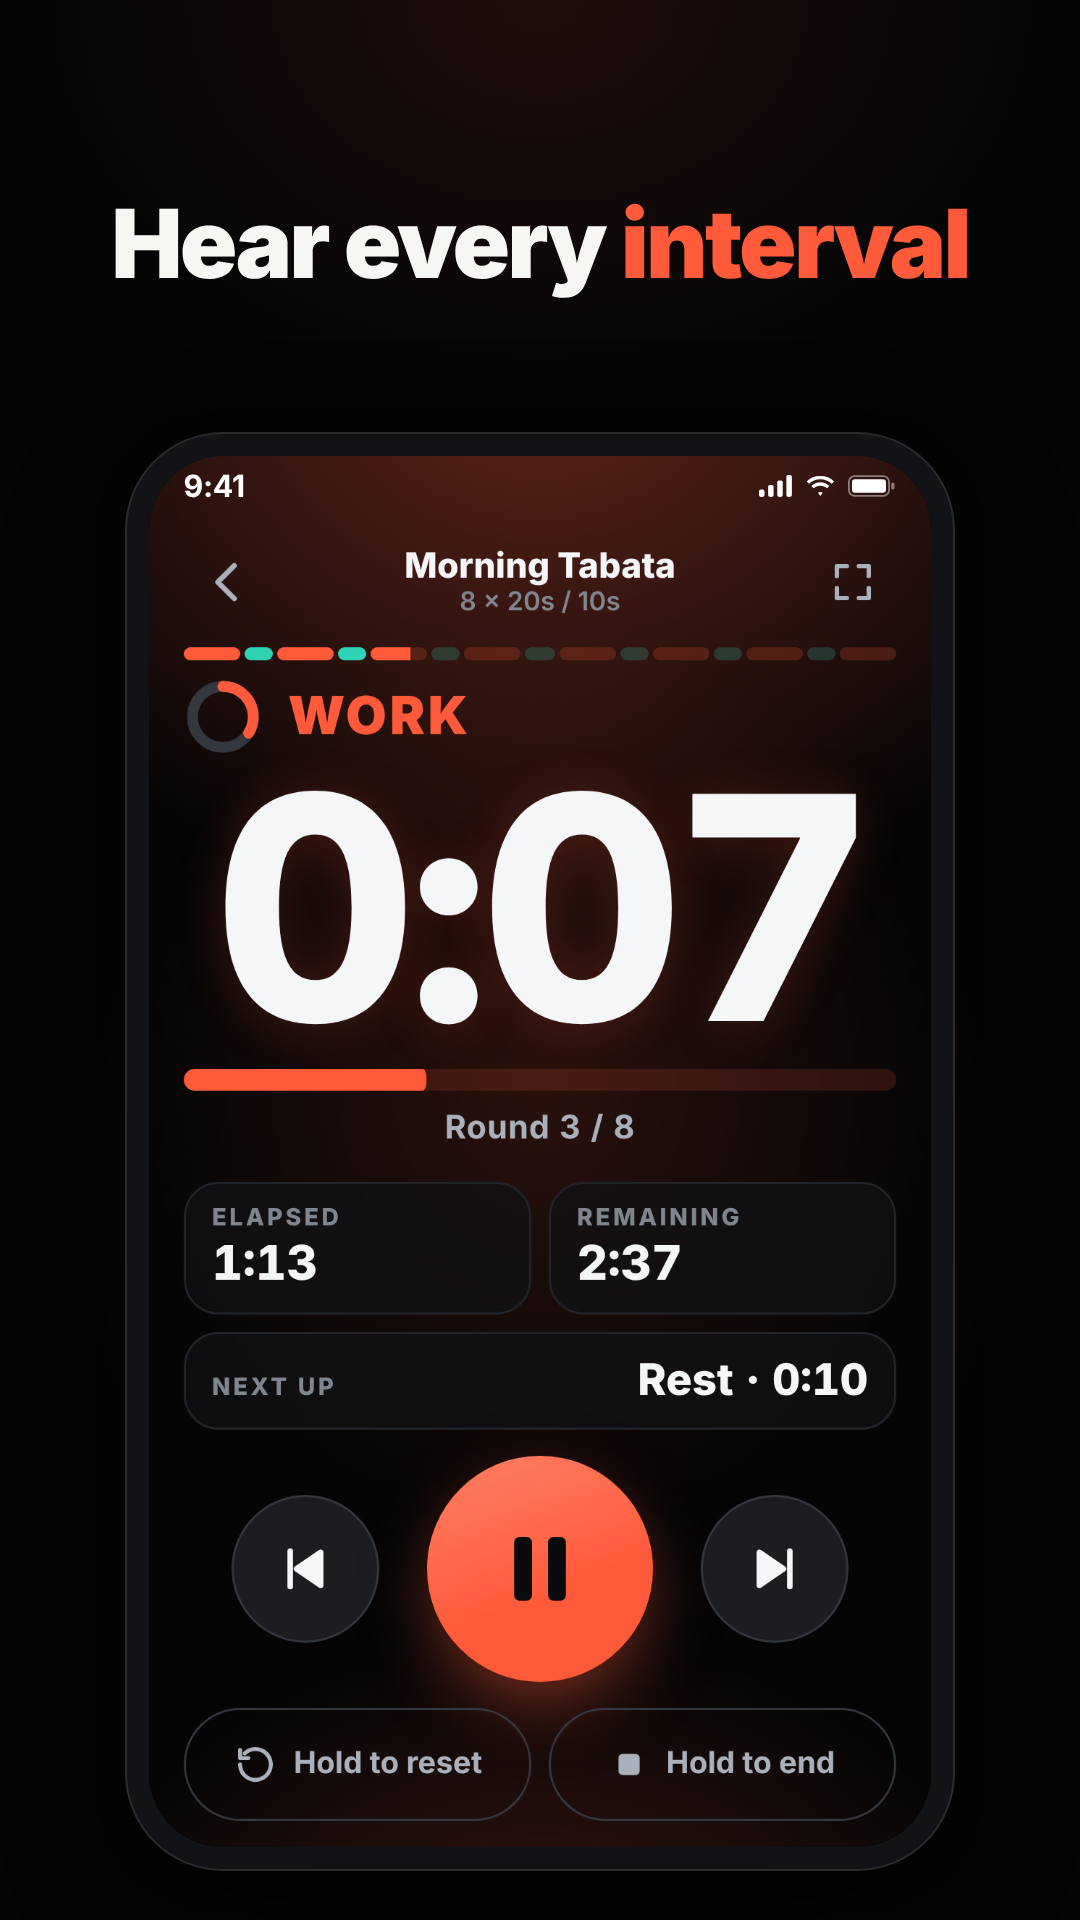 Hear every interval
9:41
Morning Tabata
8 × 20s / 10s
WORK
0:07
Round 3 / 8
ELAPSED
1:13
REMAINING
2:37
NEXT UP
Rest · 0:10
Hold to reset
Hold to end